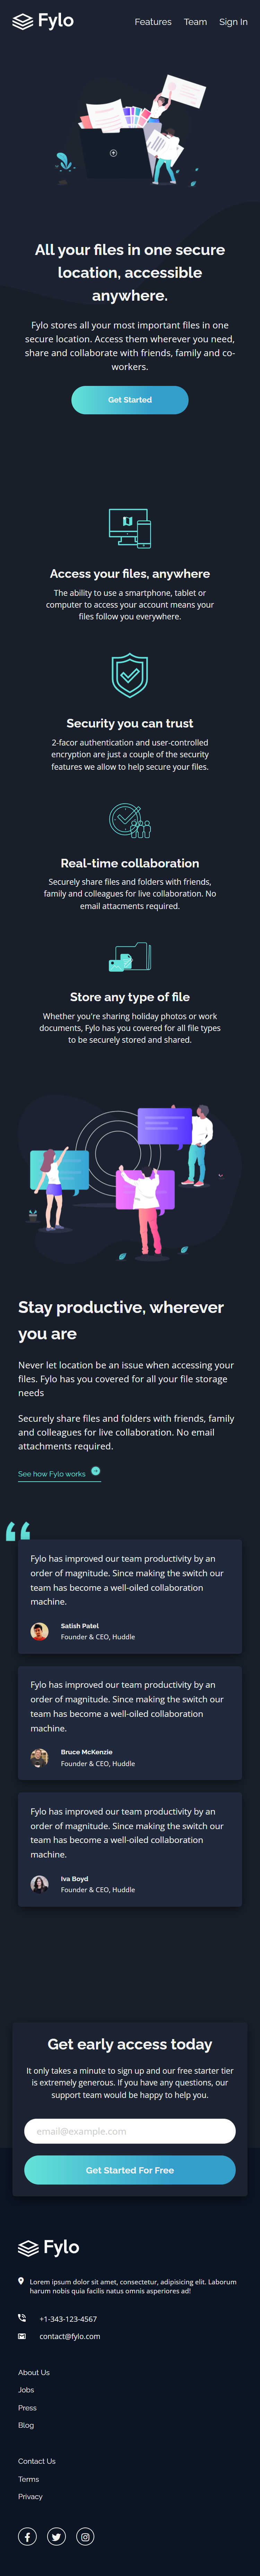 Fylo
Features Team Sign In
All your files in one secure
location, accessible
anywhere.
Fylo stores all your most important files in one
secure location. Access them wherever you need,
share and collaborate with friends, family and co-
workers.
Get Started
Access your files, anywhere
The ability to use a smartphone, tablet or
computer to access your account means your
files follow you everywhere.
Security you can trust
2-facor authentication and user-controlled
encryption are just a couple of the security
features we allow to help secure your files.
Real-time collaboration
Securely share files and folders with friends,
family and colleagues for live collaboration. No
email attacments required.
Store any type of file
Whether you're sharing holiday photos or work
documents, Fylo has you covered for all file types
to be securely stored and shared.
Stay productive, wherever
you are
Never let location be an issue when accessing your
files. Fylo has you covered for all your file storage
needs
Securely share files and folders with friends, family
and colleagues for live collaboration. No email
attachments required.
See how Fylo works
Fylo has improved our team productivity by an
order of magnitude. Since making the switch our
team has become a well-oiled collaboration
machine.
Satish Patel
Founder & CEO, Huddle
Fylo has improved our team productivity by an
order of magnitude. Since making the switch our
team has become a well-oiled collaboration
machine.
Bruce McKenzie
Founder & CEO, Huddle
Fylo has improved our team productivity by an
order of magnitude. Since making the switch our
team has become a well-oiled collaboration
machine.
Iva Boyd
Founder & CEO, Huddle
Get early access today
It only takes a minute to sign up and our free starter tier
is extremely generous. If you have any questions, our
support team would be happy to help you.
email@example.com
Get Started For Free
Fylo
Lorem ipsum dolor sit amet, consectetur, adipisicing elit. Laborum
harum nobis quia facilis natus omnis asperiores ad!
+1-343-123-4567
contact@fylo.com
About Us
Jobs
Press
Blog
Contact Us
Terms
Privacy